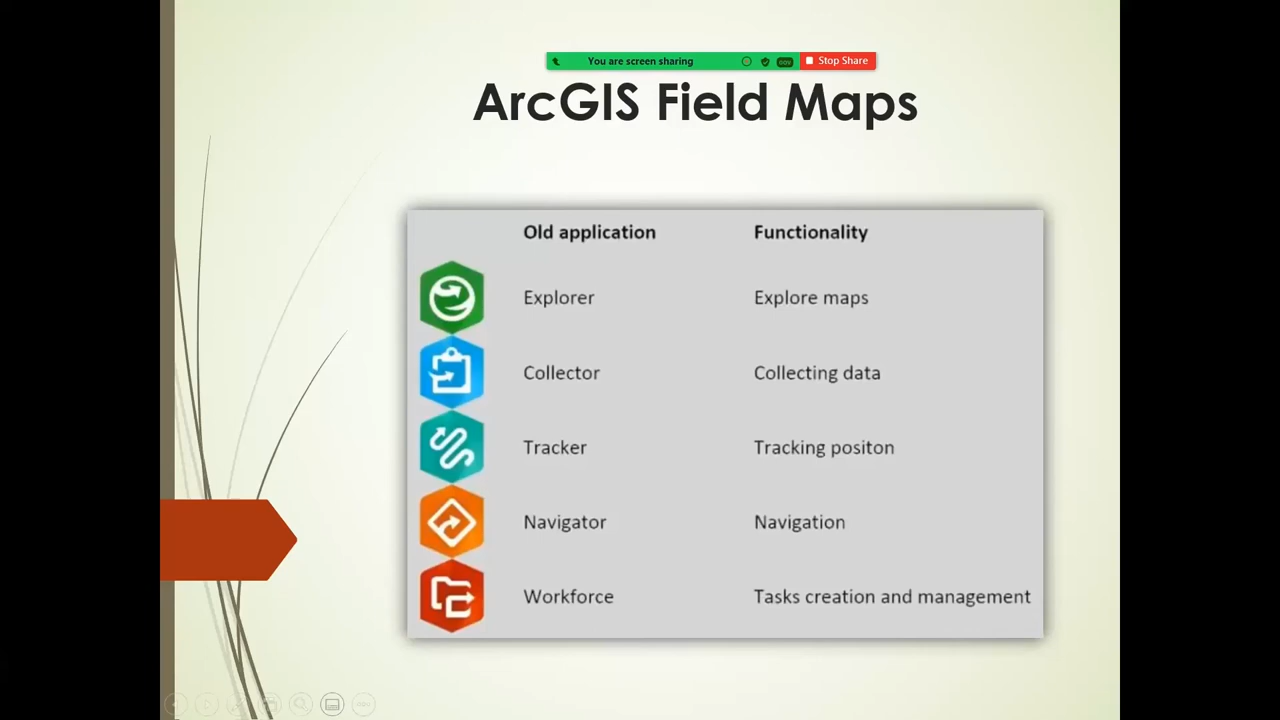 You are screen sharing
GOV
Stop Share
ArcGIS Field Maps
Old application Functionality
Explorer Explore maps
Collector Collecting data
Tracker Tracking positon
Navigator Navigation
Workforce Tasks creation and management